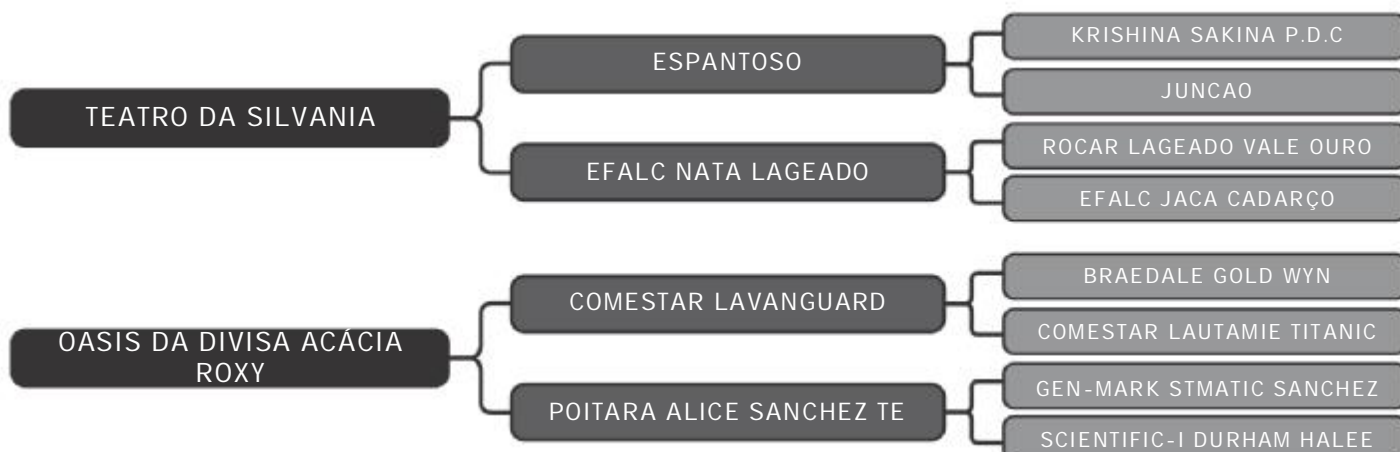 TEATRO DA SILVANIA
ESPANTOSO
KRISHINA SAKINA P.D.C
JUNCAO
EFALC NATA LAGEADO
ROCAR LAGEADO VALE OURO
EFALC JACA CADARÇO
OASIS DA DIVISA ACÁCIA
ROXY
COMESTAR LAVANGUARD
BRAEDALE GOLD WYN
COMESTAR LAUTAMIE TITANIC
POITARA ALICE SANCHEZ TE
GEN-MARK STMATIC SANCHEZ
SCIENTIFIC-I DURHAM HALEE